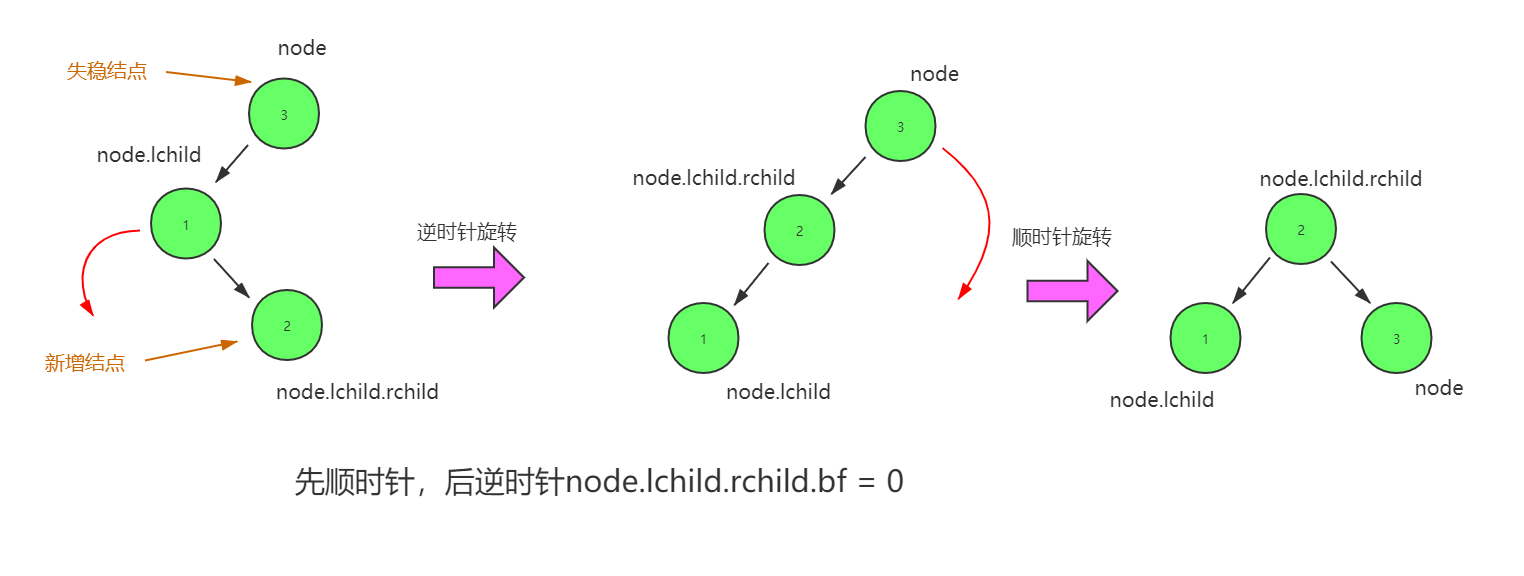 node
失稳结点
3
node.lchild
1
2
新增结点
node.lchild.rchild
逆时针旋转
node
3
node.lchild.rchild
2
1
node.lchild
顺时针旋转
node.lchild.rchild
2
1
3
node.lchild
node
先顺时针，后逆时针node.lchild.rchild.bf = 0